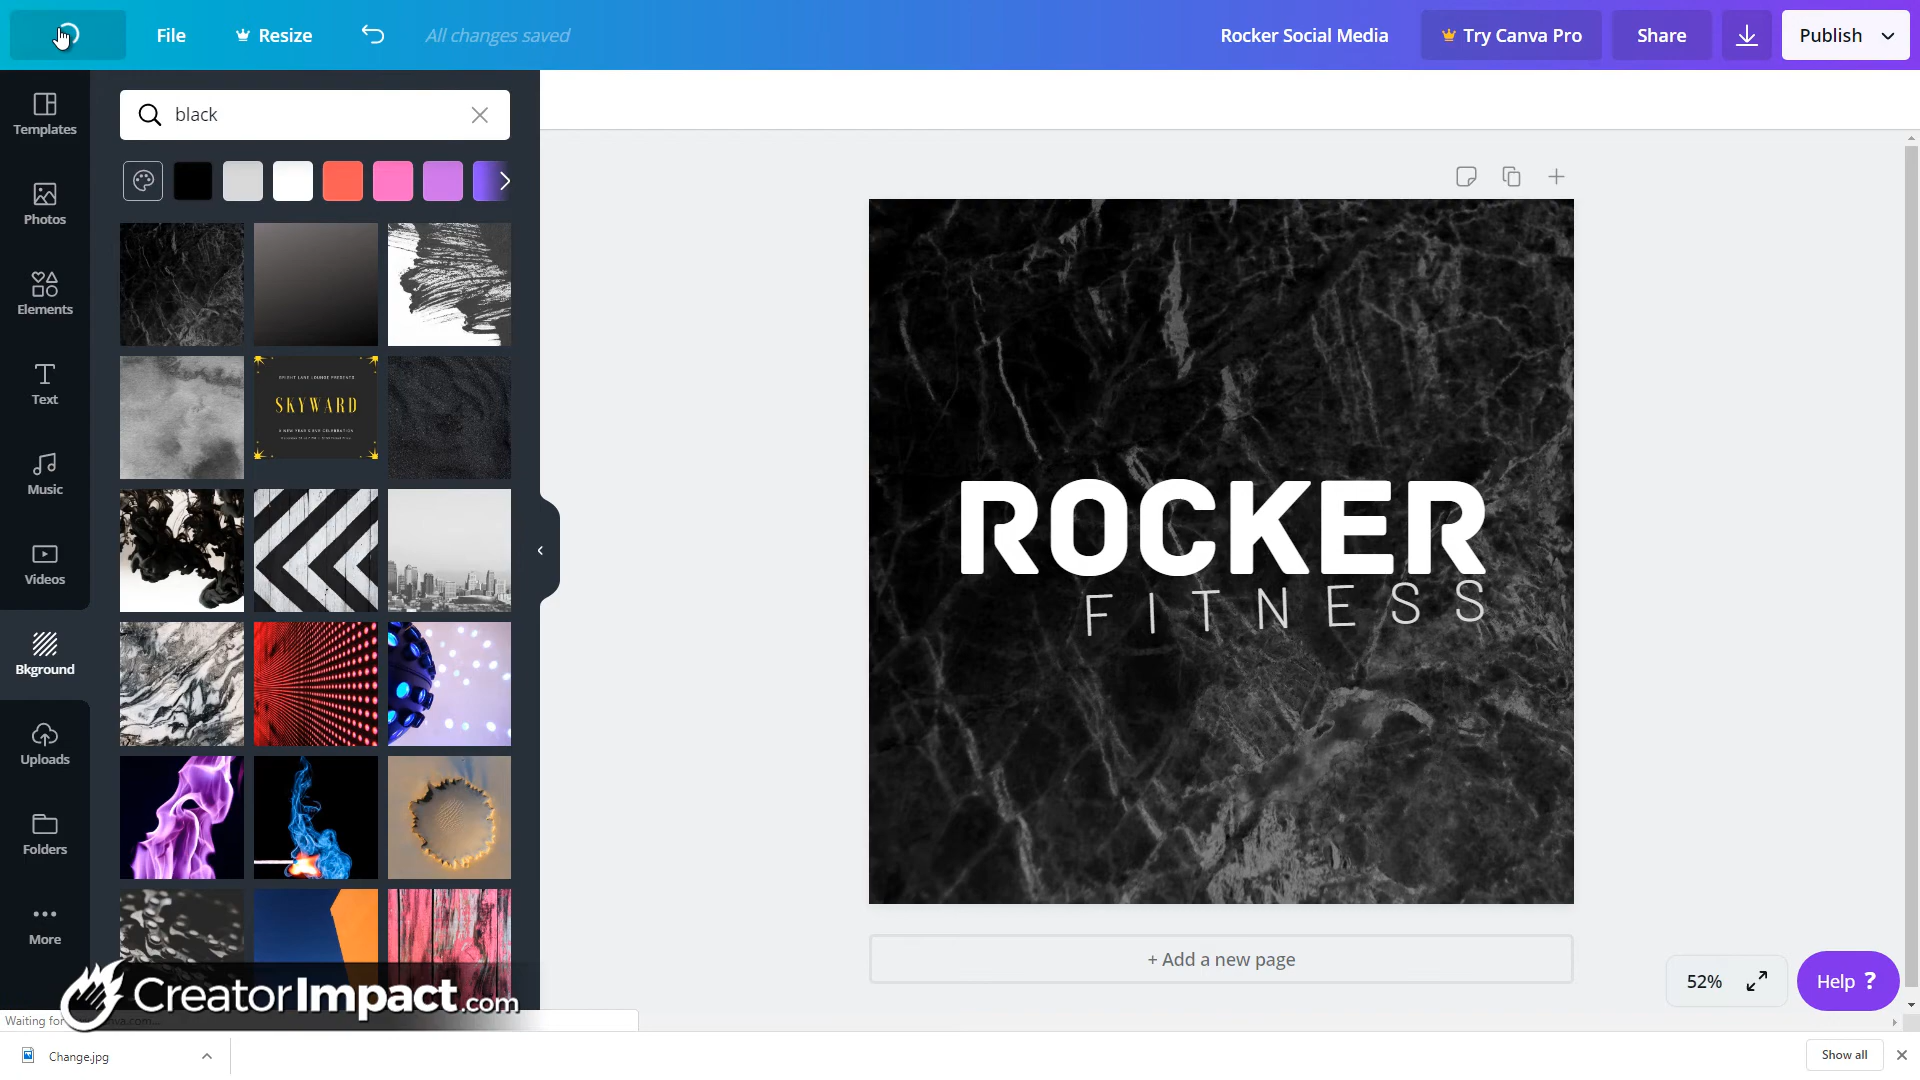 File
Resize
All changes saved
Rocker Social Media
Try Canva Pro
Share
Publish
Templates
Photos
Elements
Text
Music
Videos
Bkground
Uploads
Folders
More
black
SKYWARD
ROCKER
FITNESS
+ Add a new page
52%
Help ?
CreatorImpact.com
Waiting for
Change.jpg
Show all